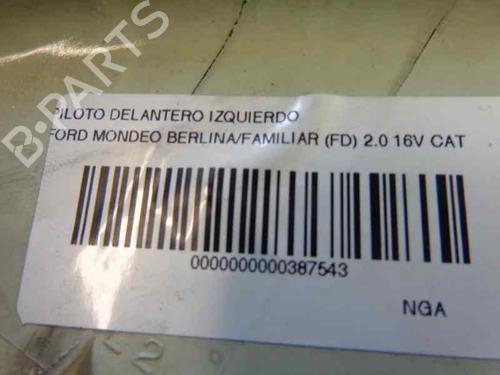 B-PARTS
PILOTO DELANTERO IZQUIERDO
FORD MONDEO BERLINA/FAMILIAR (FD) 2.0 16V CAT
0000000000387543
NGA